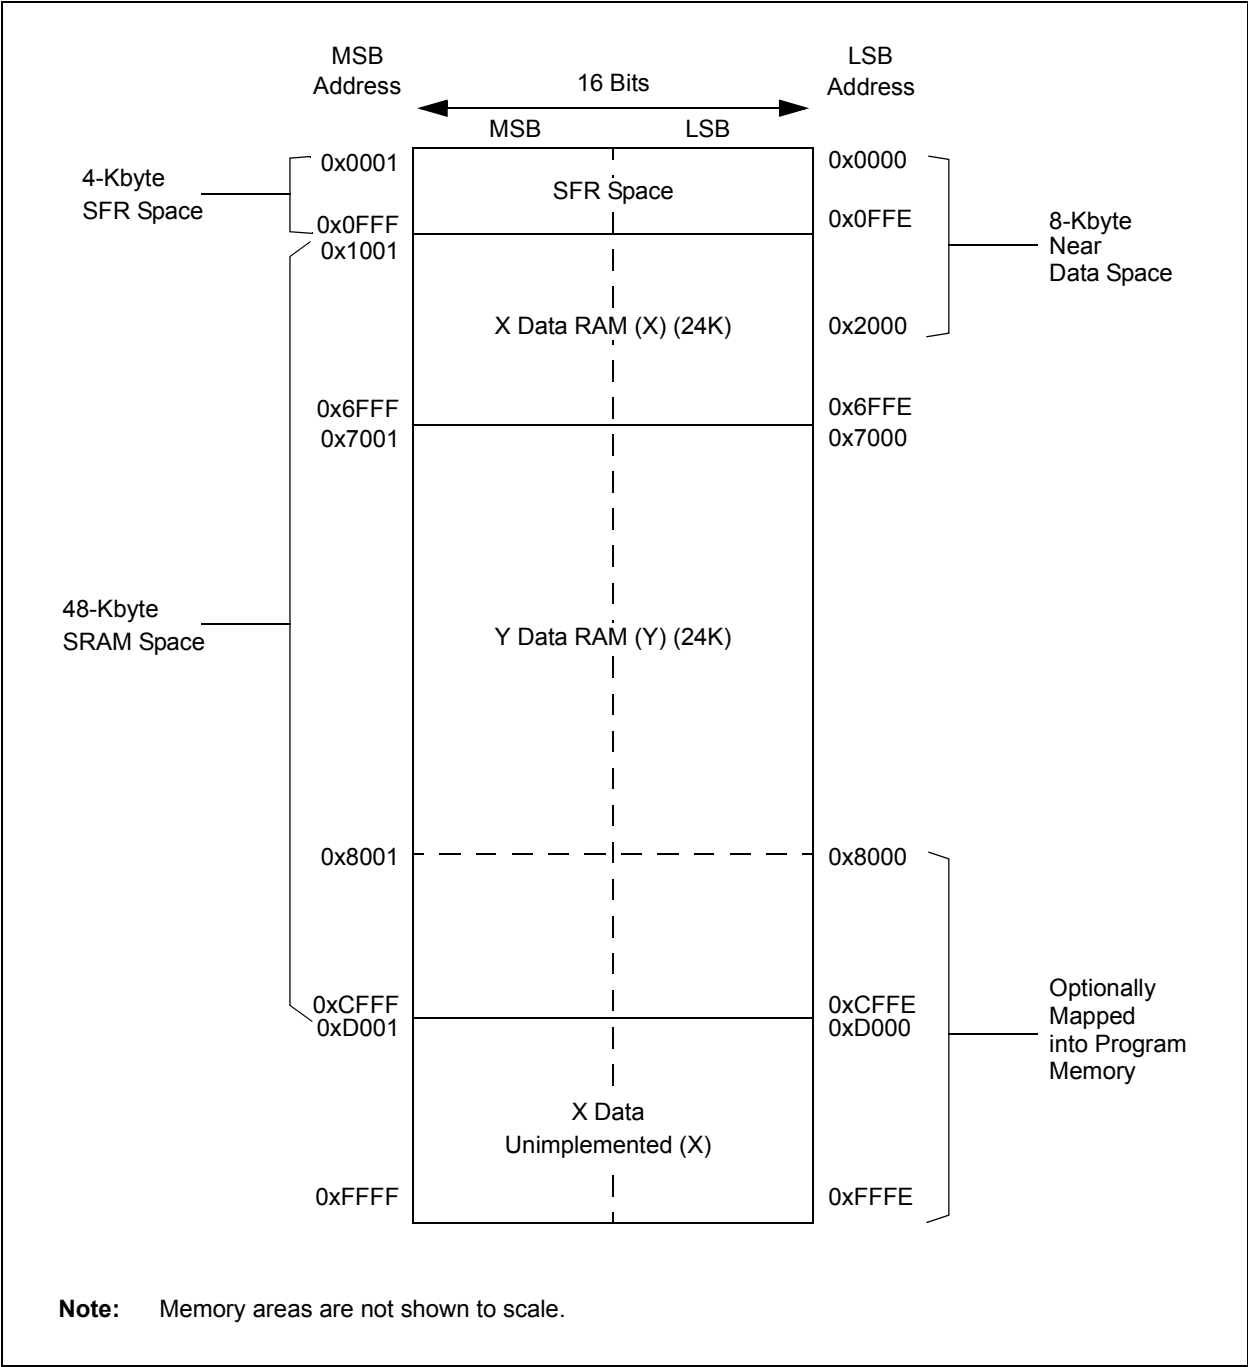 MSB
Address
16 Bits
LSB
Address
MSB
LSB
0x0001
0x0000
4-Kbyte
SFR Space
SFR Space
0x0FFF
0x0FFE
0x1001
8-Kbyte
Near
Data Space
X Data RAM (X) (24K)
0x2000
0x6FFF
0x6FFE
0x7001
0x7000
48-Kbyte
SRAM Space
Y Data RAM (Y) (24K)
0x8001
0x8000
0xCFFF
0xCFFE
0xD001
0xD000
Optionally
Mapped
into Program
Memory
X Data
Unimplemented (X)
0xFFFF
0xFFFE
Note: Memory areas are not shown to scale.